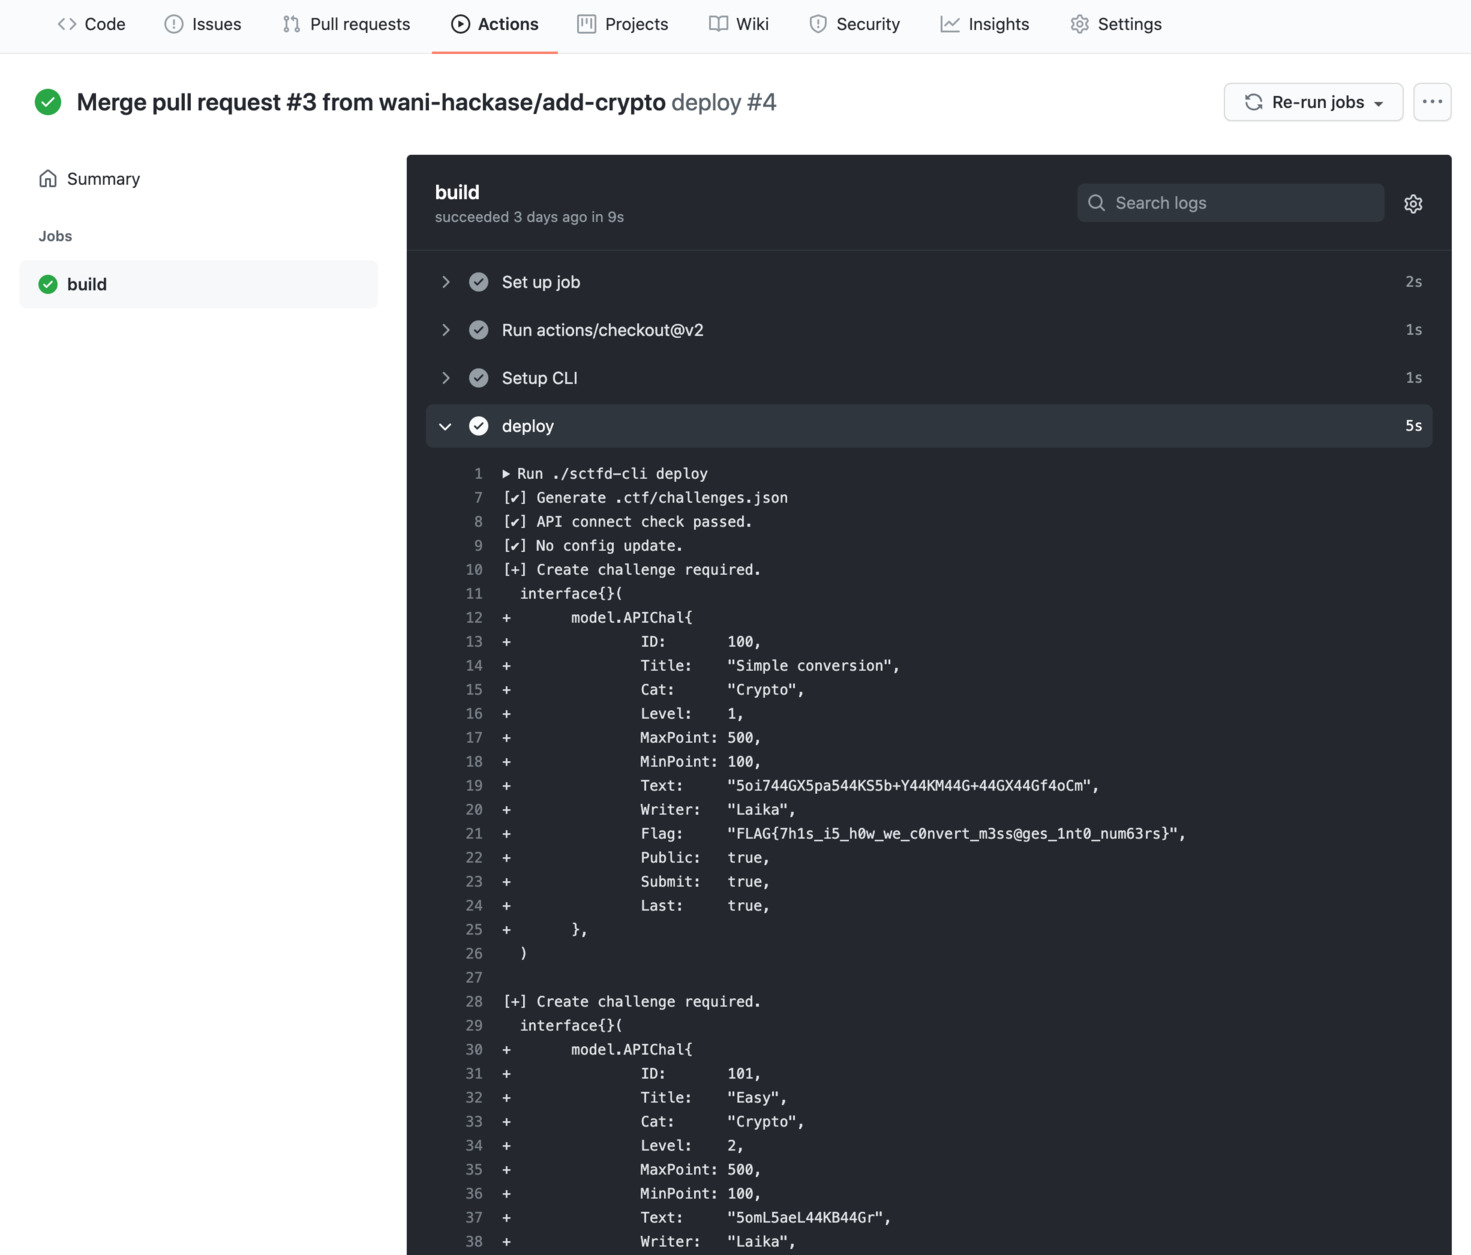 Code Issues Pull requests Actions Projects Wiki Security Insights Settings
Merge pull request #3 from wani-hackase/add-crypto deploy #4
Re-run jobs
Summary
Jobs
build
build
succeeded 3 days ago in 9s
Search logs
Set up job 2s
Run actions/checkout@v2 1s
Setup CLI 1s
deploy 5s
1 ▶ Run ./sctfd-cli deploy
7 [✔] Generate .ctf/challenges.json
8 [✔] API connect check passed.
9 [✔] No config update.
10 [+] Create challenge required.
11 interface{}(
12 + model.APIChal{
13 + ID: 100,
14 + Title: "Simple conversion",
15 + Cat: "Crypto",
16 + Level: 1,
17 + MaxPoint: 500,
18 + MinPoint: 100,
19 + Text: "5oi744GX5pa544KS5b+Y44KM44G+44GX44Gf4oCm",
20 + Writer: "Laika",
21 + Flag: "FLAG{7h1s_i5_h0w_we_c0nvert_m3ss@ges_1nt0_num63rs}",
22 + Public: true,
23 + Submit: true,
24 + Last: true,
25 + },
26 )
27
28 [+] Create challenge required.
29 interface{}(
30 + model.APIChal{
31 + ID: 101,
32 + Title: "Easy",
33 + Cat: "Crypto",
34 + Level: 2,
35 + MaxPoint: 500,
36 + MinPoint: 100,
37 + Text: "5omL5aeL44KB44Gr",
38 + Writer: "Laika",